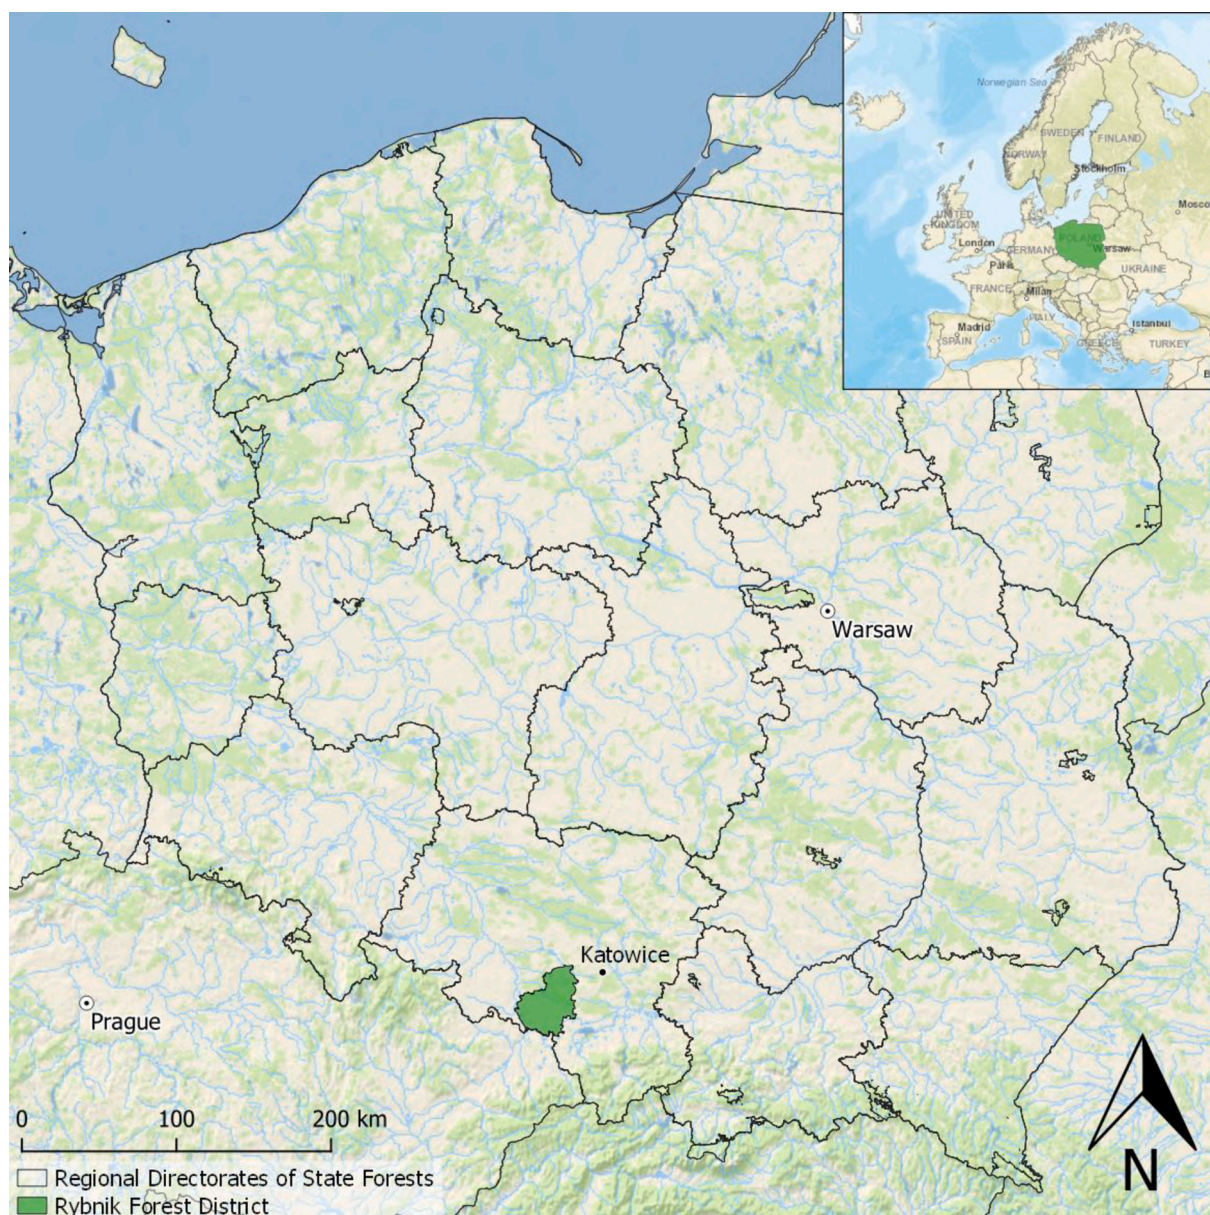 Norwegian Sea
SWEDEN
FINLAND
NORWAY
Stockholm
Mosco
UNITED
KINGDOM
London
POLAND
Warsaw
GERMANY
Paris
UKRAINE
FRANCE
Milan
ITALY
Istanbul
Madrid
SPAIN
GREECE
TURKEY
B
Warsaw
Katowice
Prague
0 100 200 km
N
Regional Directorates of State Forests
Rybnik Forest District